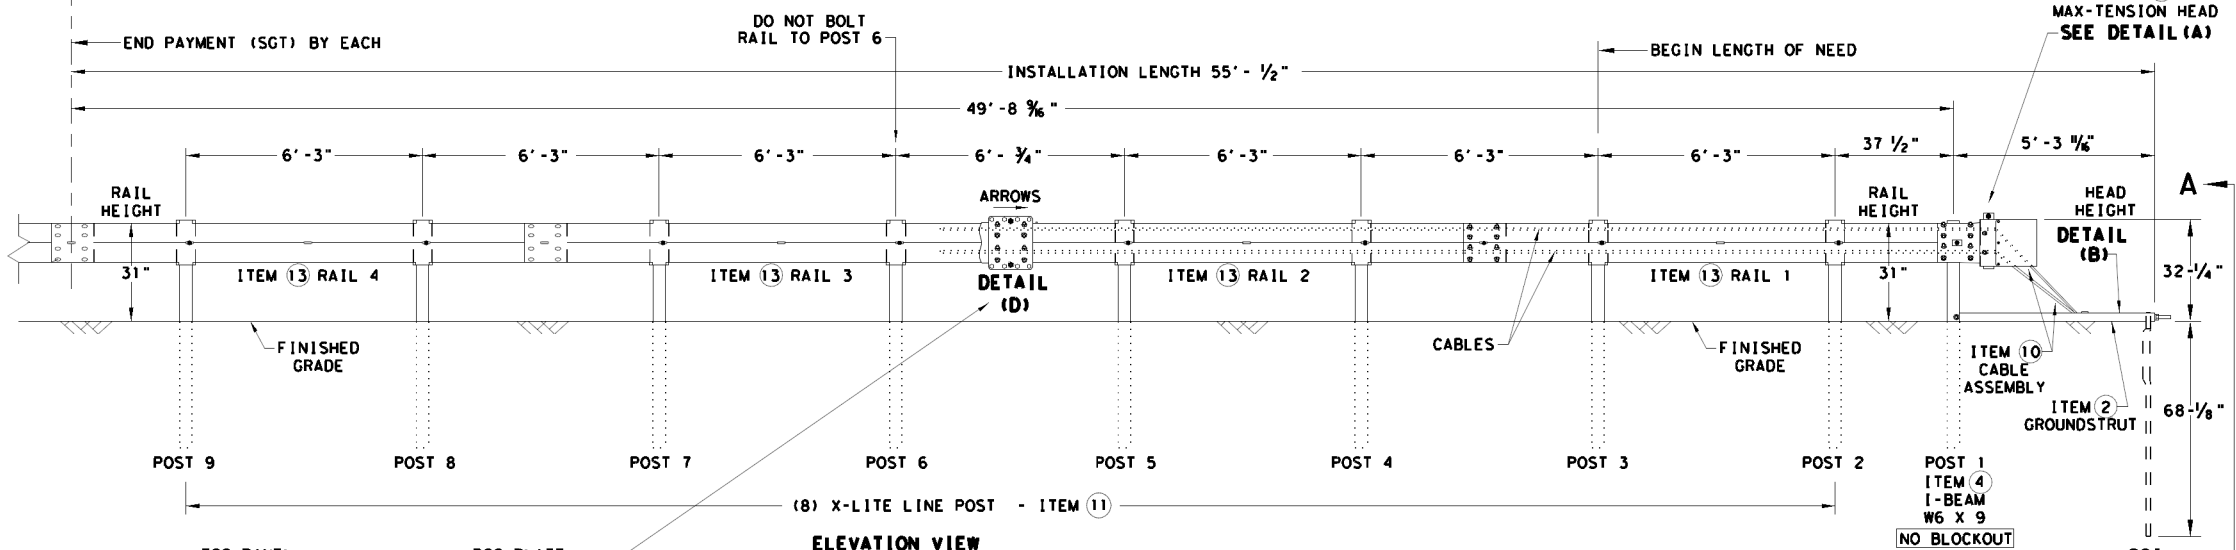 MAX-TENSION HEAD
SEE DETAIL (A)
DO NOT BOLT
RAIL TO POST 6
END PAYMENT (SGT) BY EACH
BEGIN LENGTH OF NEED
INSTALLATION LENGTH 55'-1/2"
49'-8 9/16"
6'-3"
6'-3"
6'-3"
6'-3/4"
6'-3"
6'-3"
6'-3"
37 1/2"
5'-3 11/16"
A
RAIL
HEIGHT
ARROWS
RAIL
HEIGHT
HEAD
HEIGHT
DETAIL
(B)
31"
ITEM 13 RAIL 4
ITEM 13 RAIL 3
DETAIL
(D)
ITEM 13 RAIL 2
ITEM 13 RAIL 1
31"
32-1/4"
FINISHED
GRADE
CABLES
FINISHED
GRADE
ITEM 10
CABLE
ASSEMBLY
ITEM 2
GROUNDSTRUT
68-1/8"
POST 9
POST 8
POST 7
POST 6
POST 5
POST 4
POST 3
POST 2
POST 1
ITEM 4
I-BEAM
W6 X 9
NO BLOCKOUT
(8) X-LITE LINE POST - ITEM 11
ELEVATION VIEW